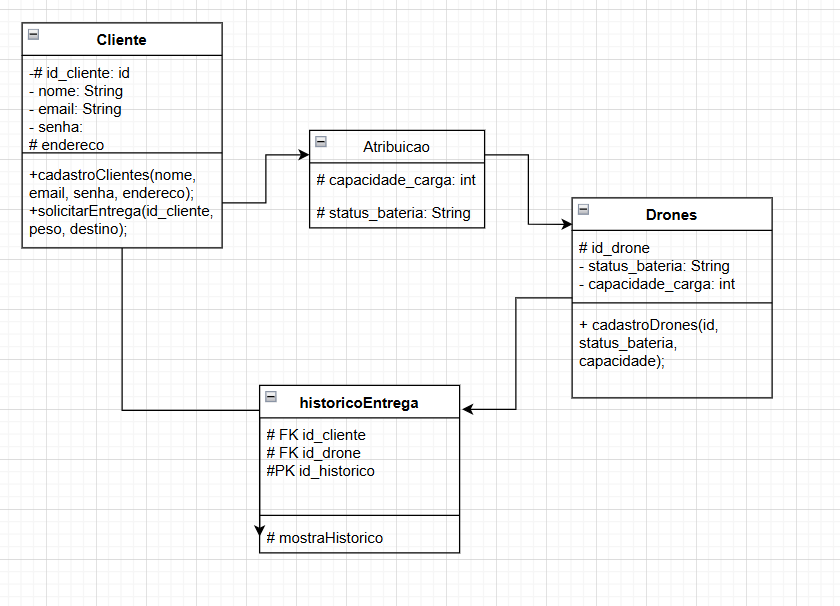 Cliente
-# id_cliente: id
- nome: String
- email: String
- senha:
# endereco
+cadastroClientes(nome,
email, senha, endereco);
+solicitarEntrega(id_cliente,
peso, destino);
Atribuicao
# capacidade_carga: int
# status_bateria: String
Drones
# id_drone
- status_bateria: String
- capacidade_carga: int
+ cadastroDrones(id,
status_bateria,
capacidade);
historicoEntrega
# FK id_cliente
# FK id_drone
#PK id_historico
# mostraHistorico